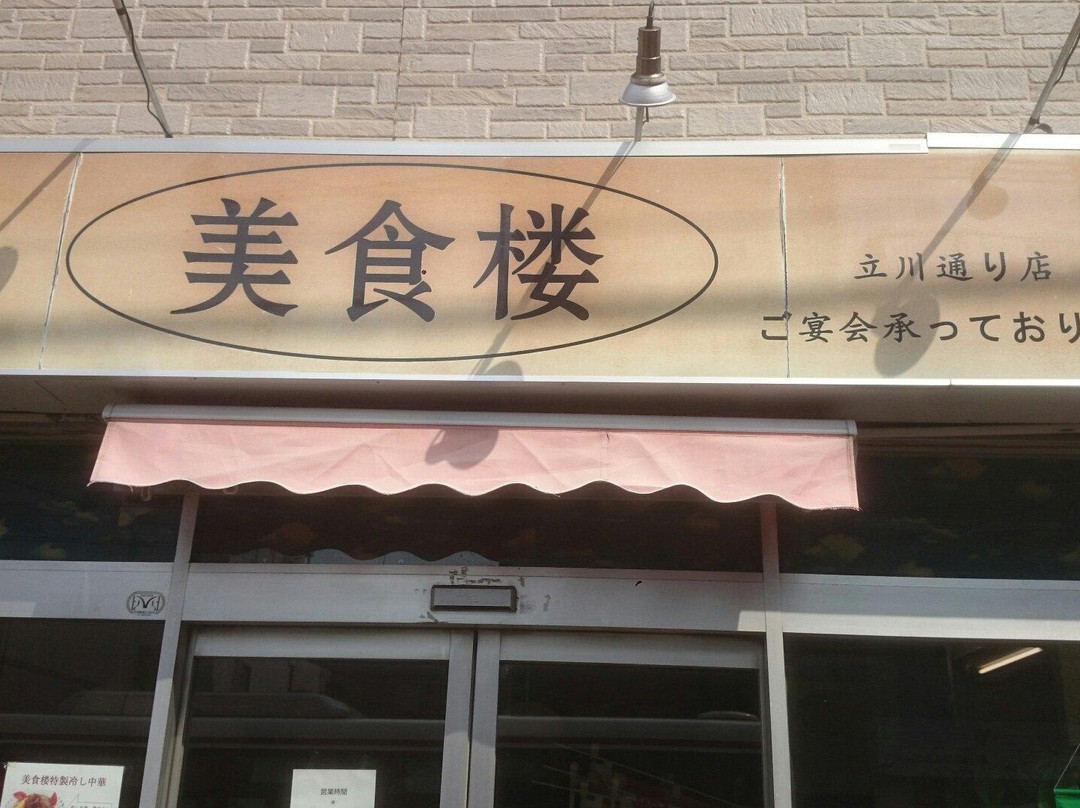 美食楼
立川通り店
ご宴会承っており
美食楼特製冷し中華
営業時間